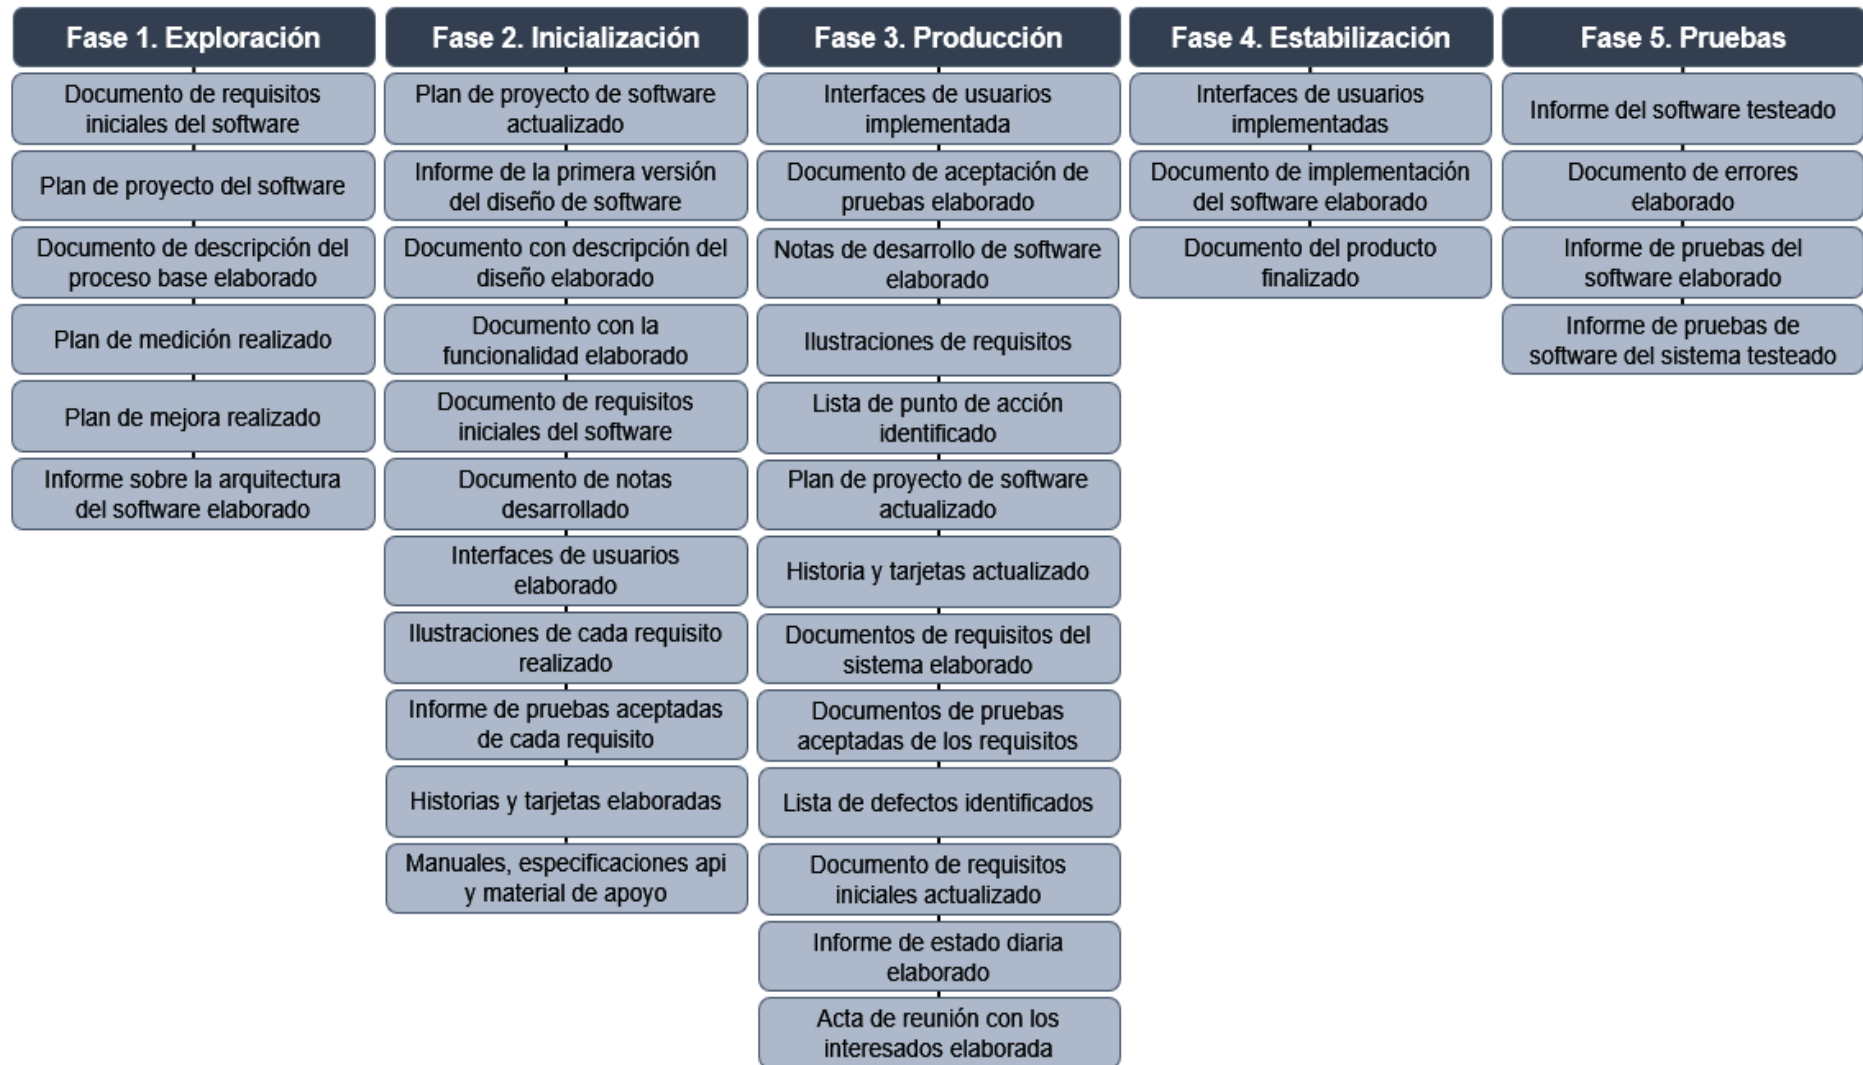 Fase 1. Exploración
Documento de requisitos
iniciales del software
Plan de proyecto del software
Documento de descripción del
proceso base elaborado
Plan de medición realizado
Plan de mejora realizado
Informe sobre la arquitectura
del software elaborado
Fase 2. Inicialización
Plan de proyecto de software
actualizado
Informe de la primera versión
del diseño de software
Documento con descripción del
diseño elaborado
Documento con la
funcionalidad elaborado
Documento de requisitos
iniciales del software
Documento de notas
desarrollado
Interfaces de usuarios
elaborado
Ilustraciones de cada requisito
realizado
Informe de pruebas aceptadas
de cada requisito
Historias y tarjetas elaboradas
Manuales, especificaciones api
y material de apoyo
Fase 3. Producción
Interfaces de usuarios
implementada
Documento de aceptación de
pruebas elaborado
Notas de desarrollo de software
elaborado
Ilustraciones de requisitos
Lista de punto de acción
identificado
Plan de proyecto de software
actualizado
Historia y tarjetas actualizado
Documentos de requisitos del
sistema elaborado
Documentos de pruebas
aceptadas de los requisitos
Lista de defectos identificados
Documento de requisitos
iniciales actualizado
Informe de estado diaria
elaborado
Acta de reunión con los
interesados elaborada
Fase 4. Estabilización
Interfaces de usuarios
implementadas
Documento de implementación
del software elaborado
Documento del producto
finalizado
Fase 5. Pruebas
Informe del software testeado
Documento de errores
elaborado
Informe de pruebas del
software elaborado
Informe de pruebas de
software del sistema testeado